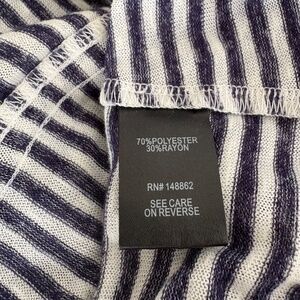 70%POLYESTER
30%RAYON
RN# 148862
SEE CARE
ON REVERSE